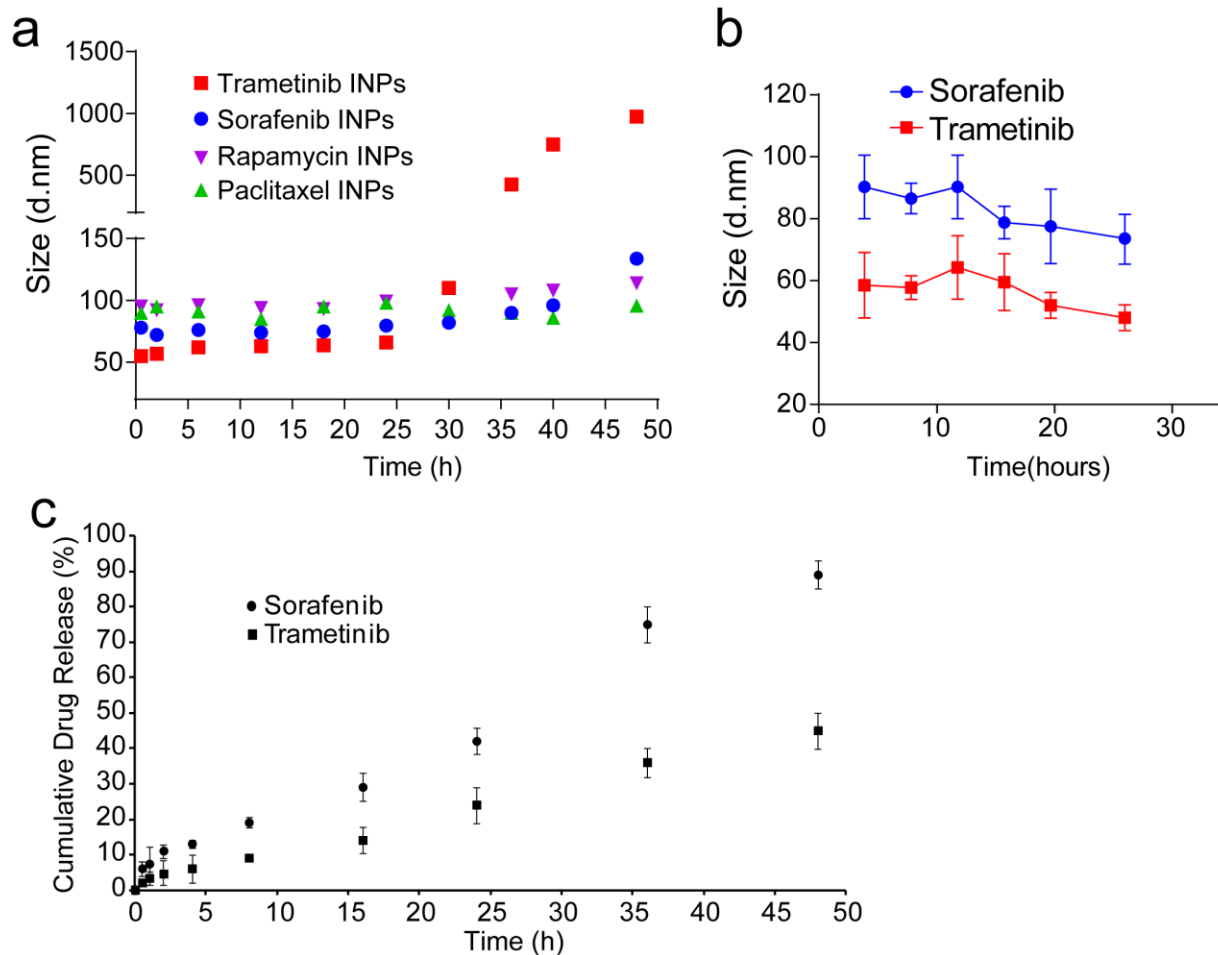 a
1500
1000
500
150
100
50
Size (d.nm)
Trametinib INPs
Sorafenib INPs
Rapamycin INPs
Paclitaxel INPs
0 5 10 15 20 25 30 35 40 45 50
Time (h)
b
120
100
80
60
40
20
Size (d.nm)
Sorafenib
Trametinib
0 10 20 30
Time(hours)
c
100
90
80
70
60
50
40
30
20
10
0
Cumulative Drug Release (%)
Sorafenib
Trametinib
0 5 10 15 20 25 30 35 40 45 50
Time (h)